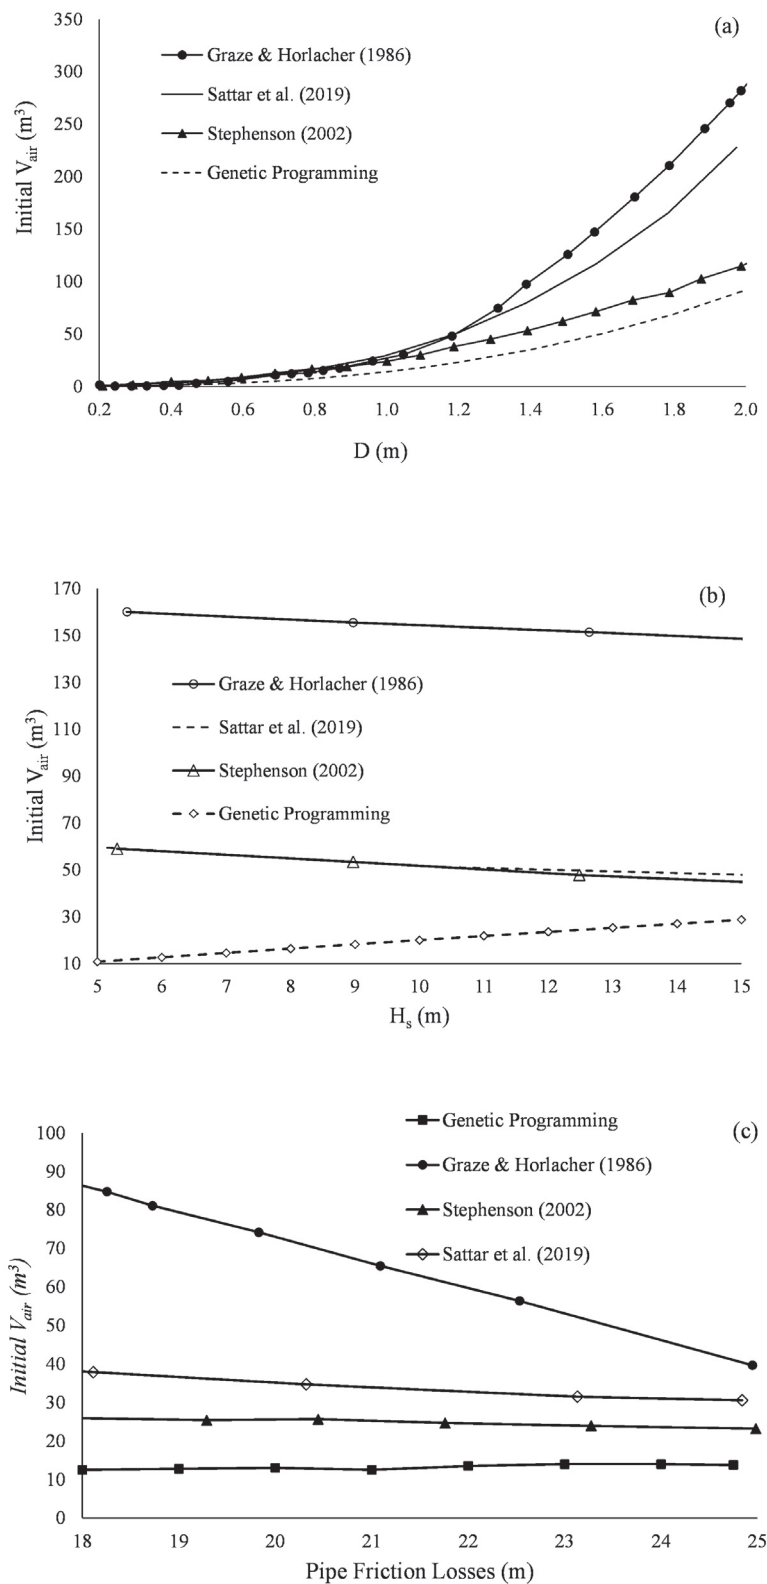 (a)
350
300
250
200
150
100
50
0
Initial Vair (m³)
Graze & Horlacher (1986)
Sattar et al. (2019)
Stephenson (2002)
Genetic Programming
0.2 0.4 0.6 0.8 1.0 1.2 1.4 1.6 1.8 2.0
D (m)
(b)
170
150
130
110
90
70
50
30
10
Initial Vair (m³)
Graze & Horlacher (1986)
Sattar et al. (2019)
Stephenson (2002)
Genetic Programming
5 6 7 8 9 10 11 12 13 14 15
Hs (m)
(c)
100
90
80
70
60
50
40
30
20
10
0
Initial Vair (m³)
Genetic Programming
Graze & Horlacher (1986)
Stephenson (2002)
Sattar et al. (2019)
18 19 20 21 22 23 24 25
Pipe Friction Losses (m)